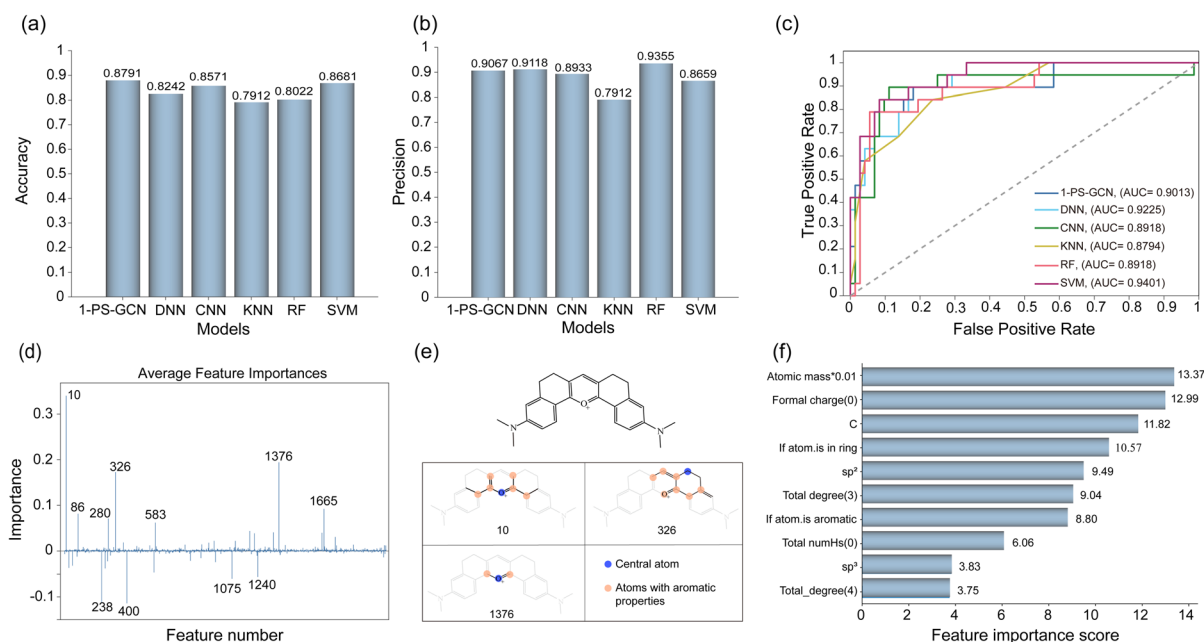 (a)
1
0.9
0.8
0.7
0.6
0.5
0.4
0.3
0.2
0.1
0
Accuracy
0.8791
0.8242
0.8571
0.7912
0.8022
0.8681
1-PS-GCN
DNN
CNN
KNN
RF
SVM
Models
(b)
1
0.9
0.8
0.7
0.6
0.5
0.4
0.3
0.2
0.1
0
Precision
0.9067
0.9118
0.8933
0.7912
0.9355
0.8659
1-PS-GCN
DNN
CNN
KNN
RF
SVM
Models
(c)
1
0.9
0.8
0.7
0.6
0.5
0.4
0.3
0.2
0.1
0
True Positive Rate
1-PS-GCN, (AUC= 0.9013)
DNN, (AUC= 0.9225)
CNN, (AUC= 0.8918)
KNN, (AUC= 0.8794)
RF, (AUC= 0.8918)
SVM, (AUC= 0.9401)
0 0.1 0.2 0.3 0.4 0.5 0.6 0.7 0.8 0.9 1
False Positive Rate
(d)
Average Feature Importances
0.3
0.2
0.1
0
-0.1
Importance
10
86
280
326
583
1376
1665
238
400
1075
1240
Feature number
(e)
O+
N
N
10
O+
326
1376
Central atom
Atoms with aromatic
properties
(f)
Atomic mass*0.01 13.37
Formal charge(0) 12.99
C 11.82
If atom.is in ring 10.57
sp² 9.49
Total degree(3) 9.04
If atom.is aromatic 8.80
Total numHs(0) 6.06
sp³ 3.83
Total_degree(4) 3.75
0 2 4 6 8 10 12 14
Feature importance score